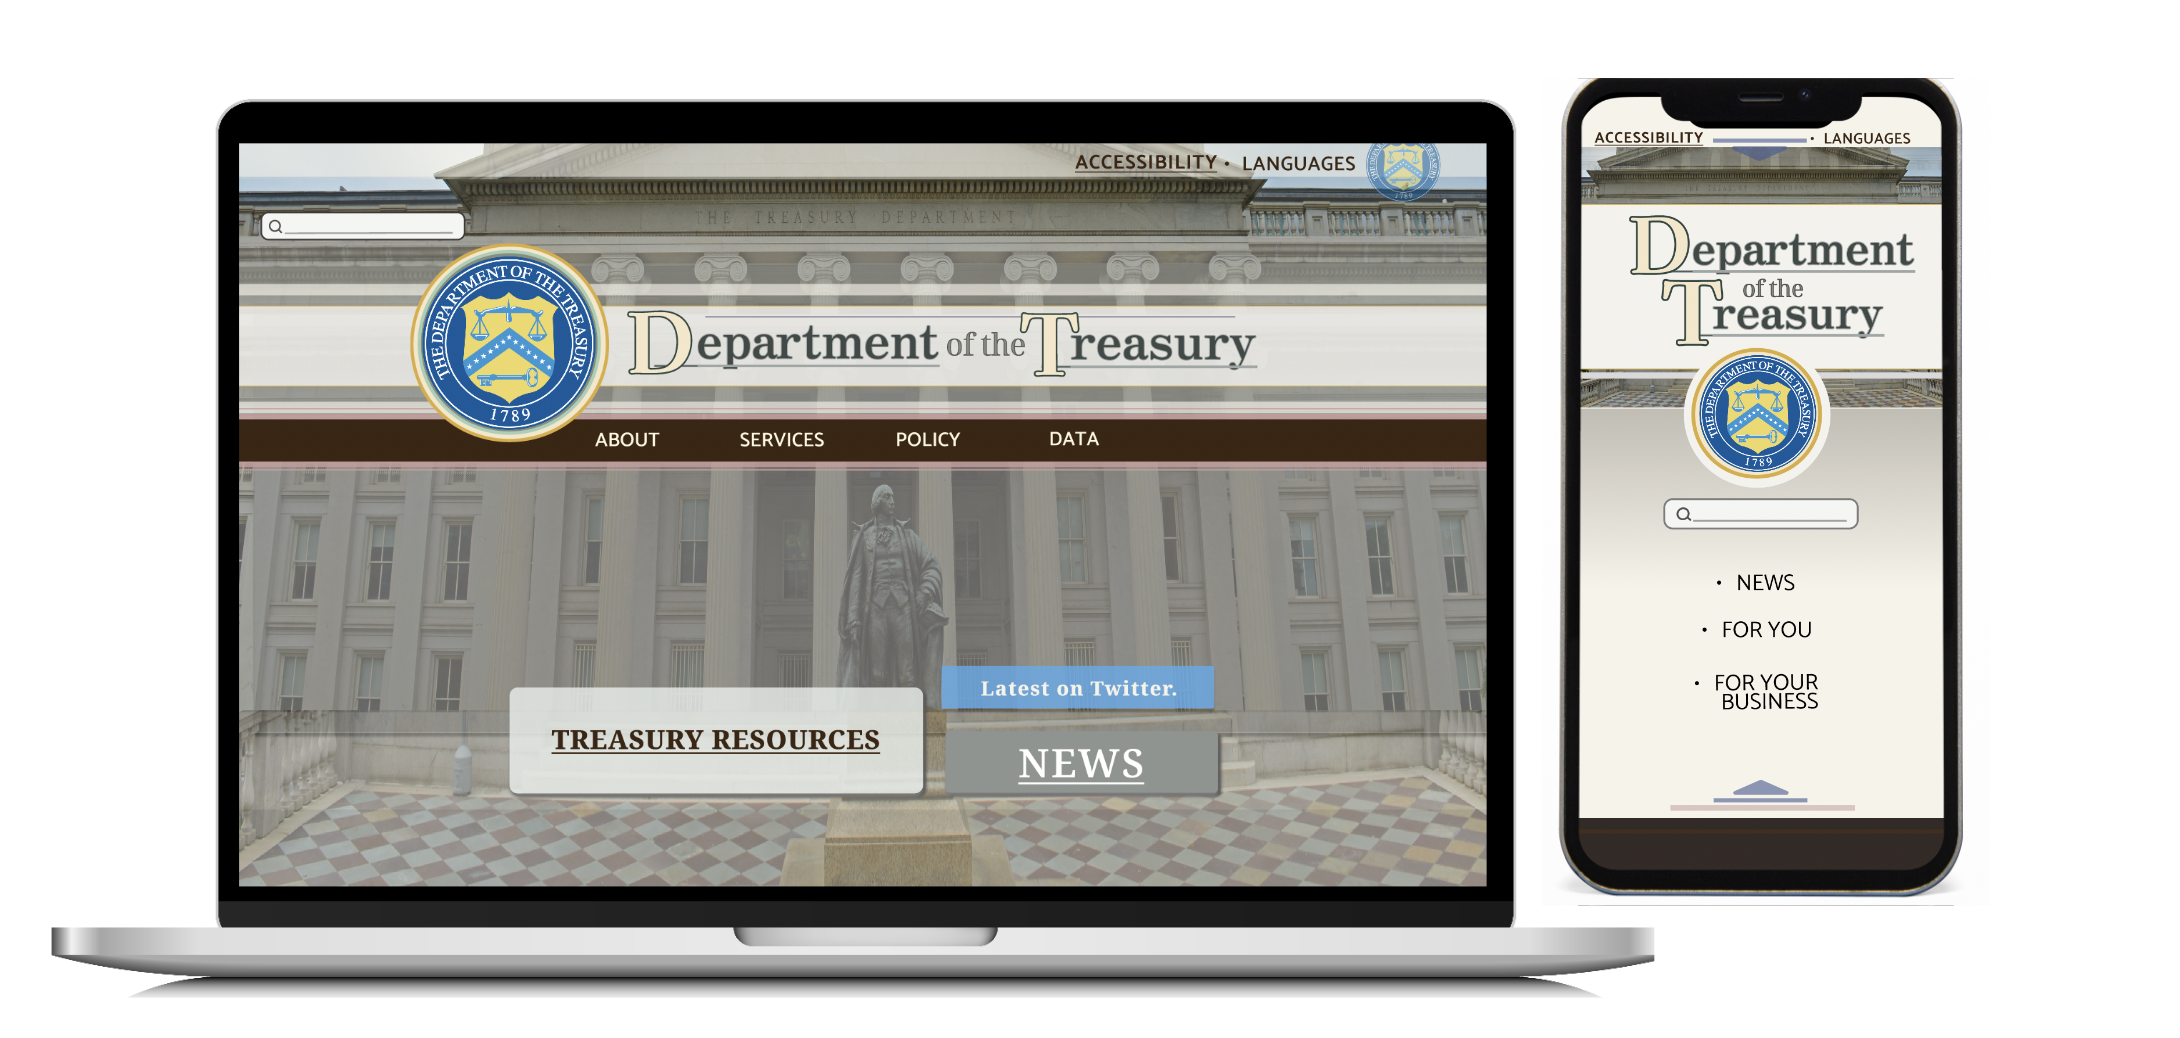 ACCESSIBILITY • LANGUAGES
THE TREASURY DEPARTMENT
THE DEPARTMENT OF THE TREASURY
1789
Department of the Treasury
ABOUT SERVICES POLICY DATA
Latest on Twitter.
TREASURY RESOURCES
NEWS
ACCESSIBILITY • LANGUAGES
Department
of the
Treasury
THE DEPARTMENT OF THE TREASURY
1789
• NEWS
• FOR YOU
• FOR YOUR
BUSINESS